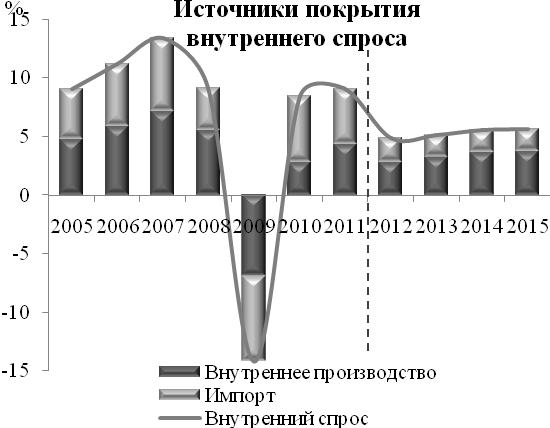 %
Источники покрытия
внутреннего спроса
15
10
5
0
-5
-10
-15
2005 2006 2007 2008 2009 2010 2011 2012 2013 2014 2015
Внутреннее производство
Импорт
Внутренний спрос